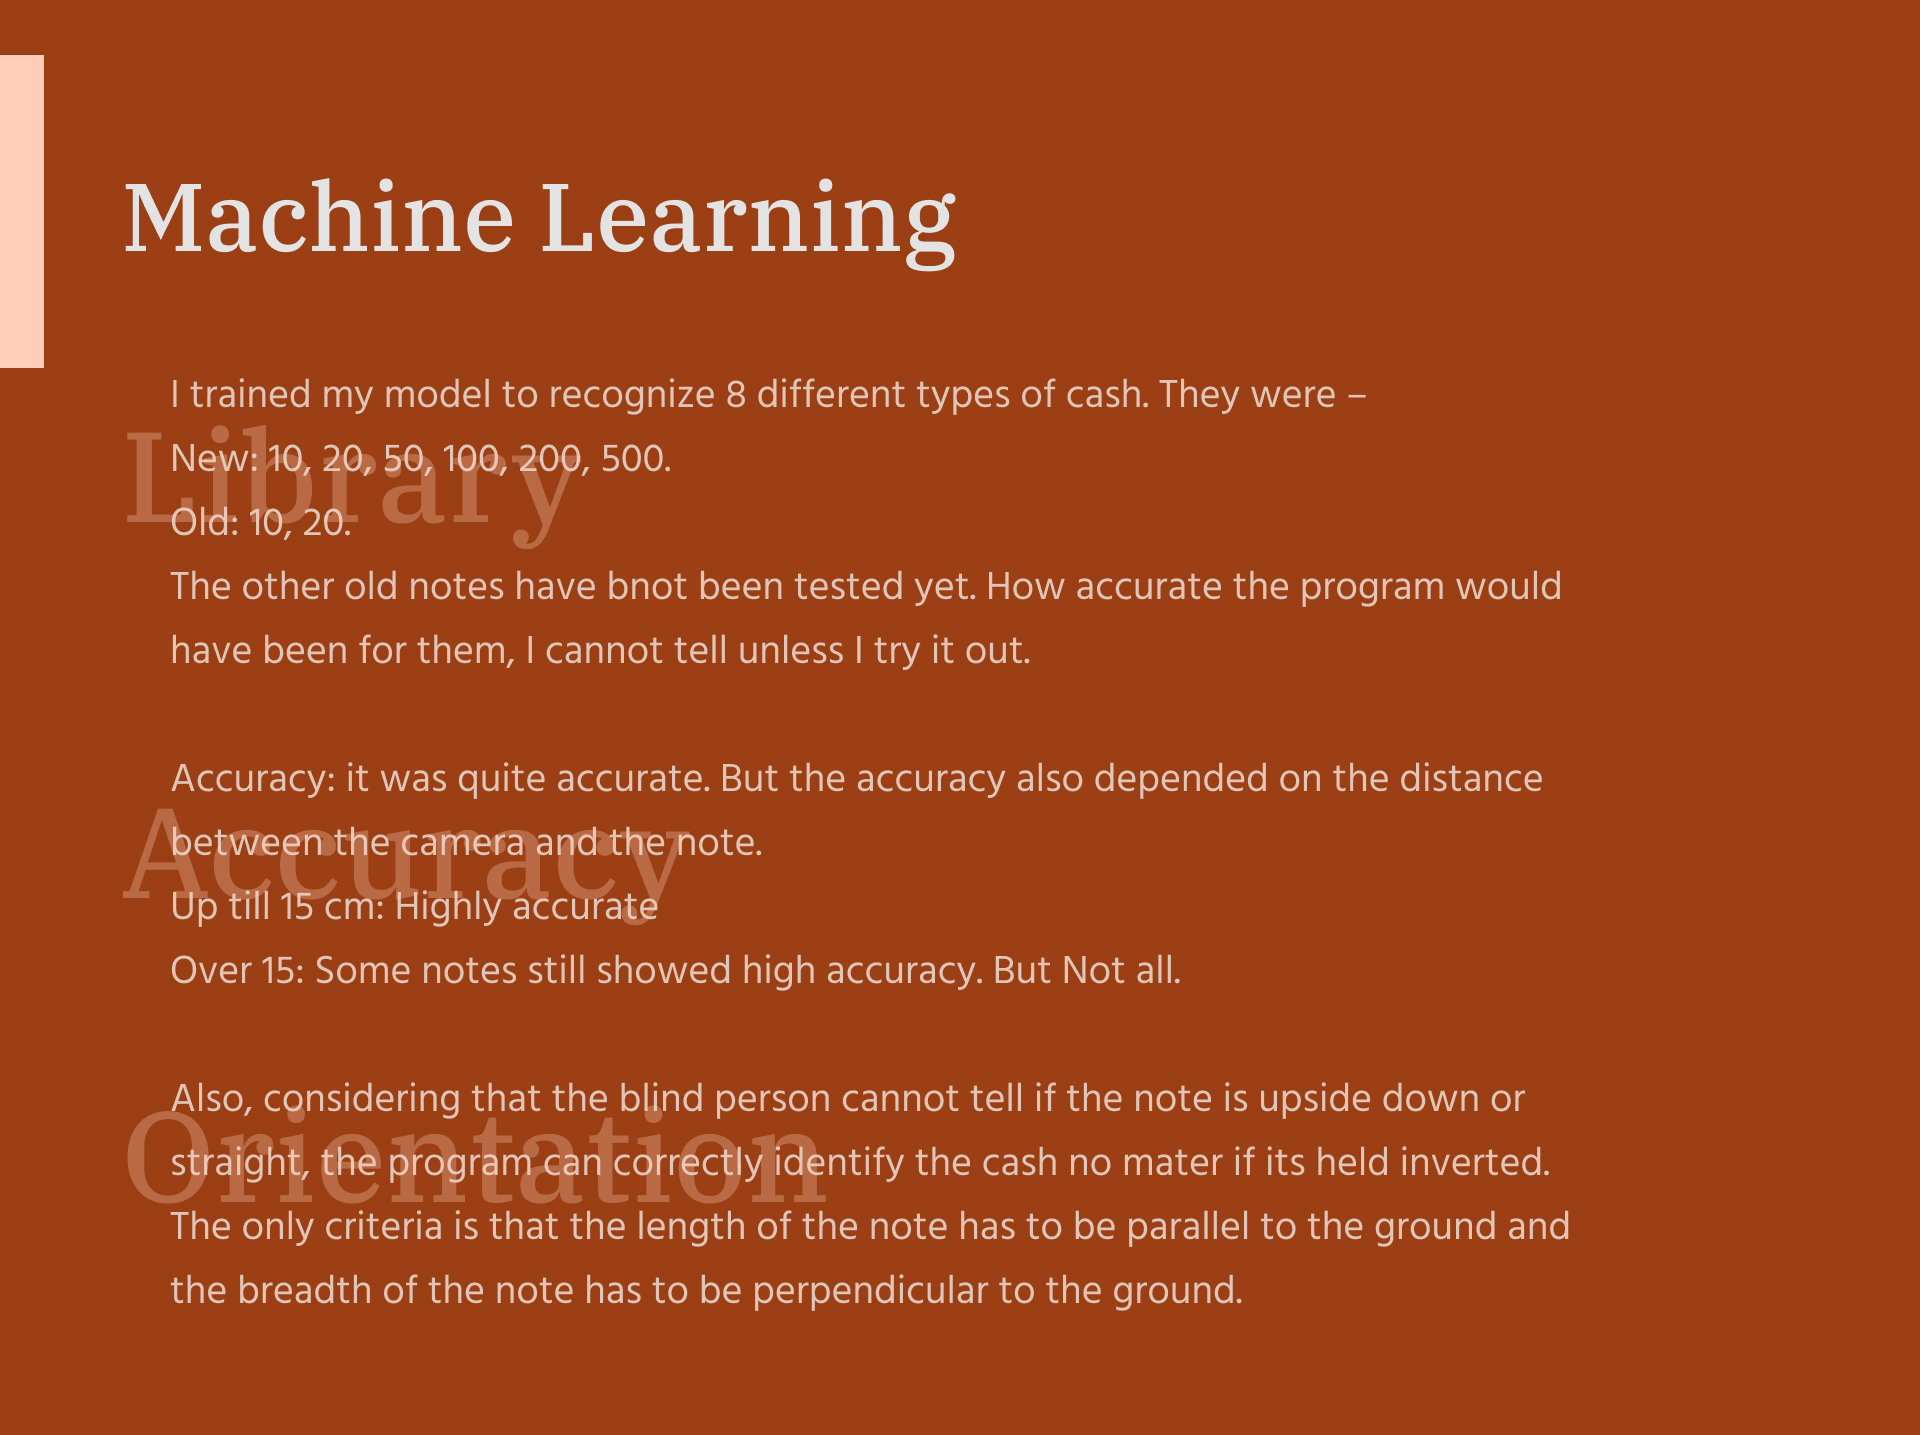 Machine Learning
I trained my model to recognize 8 different types of cash. They were –
Library
New: 10, 20, 50, 100, 200, 500.
Old: 10, 20.
The other old notes have bnot been tested yet. How accurate the program would
have been for them, I cannot tell unless I try it out.
Accuracy: it was quite accurate. But the accuracy also depended on the distance
Accuracy
between the camera and the note.
Up till 15 cm: Highly accurate
Over 15: Some notes still showed high accuracy. But Not all.
Also, considering that the blind person cannot tell if the note is upside down or
Orientation
straight, the program can correctly identify the cash no mater if its held inverted.
The only criteria is that the length of the note has to be parallel to the ground and
the breadth of the note has to be perpendicular to the ground.